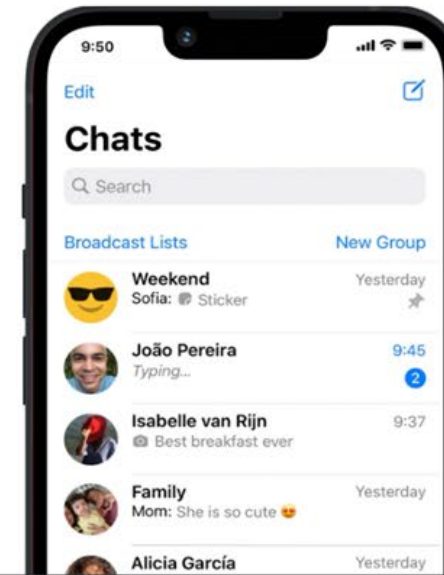 9:50
Edit
Chats
Search
Broadcast Lists New Group
Weekend Yesterday
Sofia: Sticker
João Pereira 9:45
Typing... 2
Isabelle van Rijn 9:37
Best breakfast ever
Family Yesterday
Mom: She is so cute 😍
Alicia García Yesterday